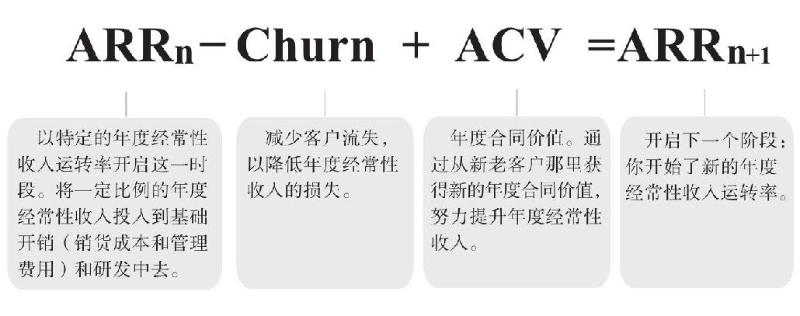 ARRn－Churn + ACV =ARRn+1
以特定的年度经常性
收入运转率开启这一时
段。将一定比例的年度
经常性收入投入到基础
开销（销货成本和管理
费用）和研发中去。
减少客户流失，
以降低年度经常性
收入的损失。
年度合同价值。通
过从新老客户那里获
得新的年度合同价值，
努力提升年度经常性
收入。
开启下一个阶段：
你开始了新的年度
经常性收入运转率。